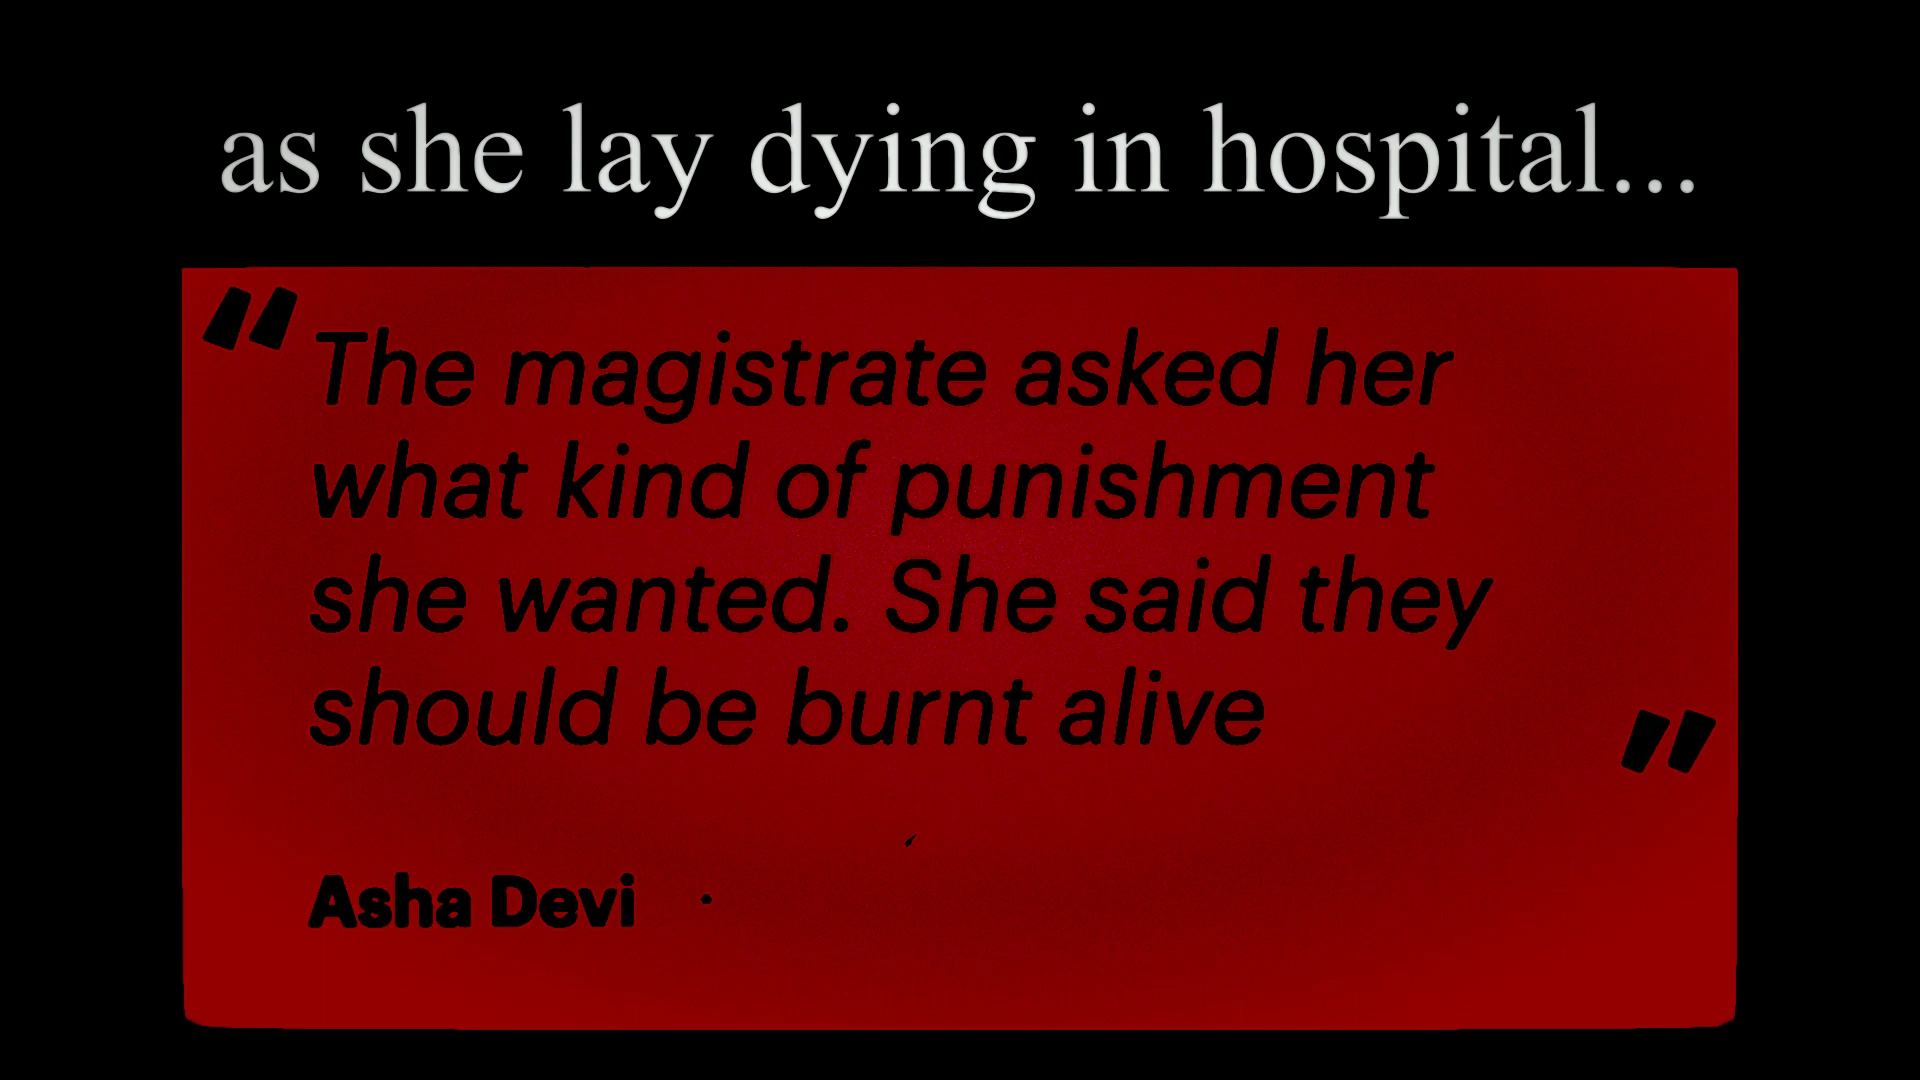 as she lay dying in hospital...
“ The magistrate asked her
what kind of punishment
she wanted. She said they
should be burnt alive ”
Asha Devi